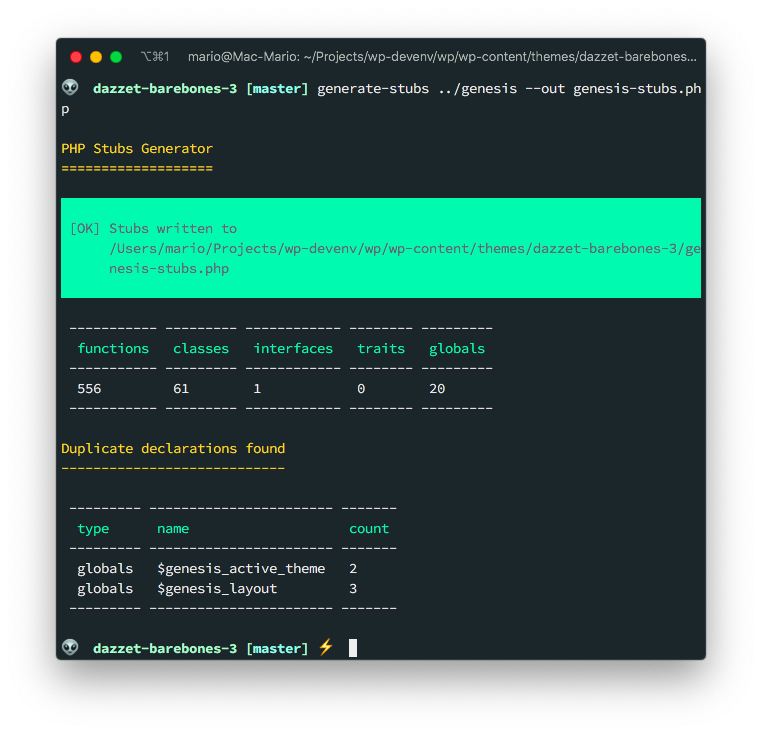 ⌥⌘1 mario@Mac-Mario: ~/Projects/wp-devenv/wp/wp-content/themes/dazzet-barebones...
👽 dazzet-barebones-3 [master] generate-stubs ../genesis --out genesis-stubs.ph
p
PHP Stubs Generator
===================
[OK] Stubs written to
/Users/mario/Projects/wp-devenv/wp/wp-content/themes/dazzet-barebones-3/ge
nesis-stubs.php
----------- --------- ------------ -------- ---------
functions classes interfaces traits globals
----------- --------- ------------ -------- ---------
556 61 1 0 20
----------- --------- ------------ -------- ---------
Duplicate declarations found
----------------------------
--------- ----------------------- -------
type name count
--------- ----------------------- -------
globals $genesis_active_theme 2
globals $genesis_layout 3
--------- ----------------------- -------
👽 dazzet-barebones-3 [master] ⚡